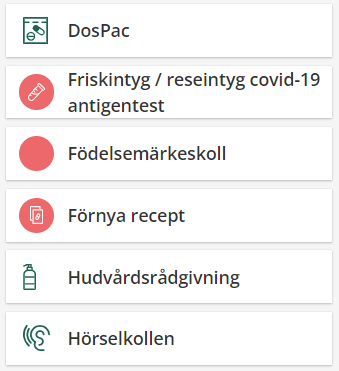 DosPac
Friskintyg / reseintyg covid-19
antigentest
Födelsemärkeskoll
Förnya recept
Hudvårdsrådgivning
Hörselkollen